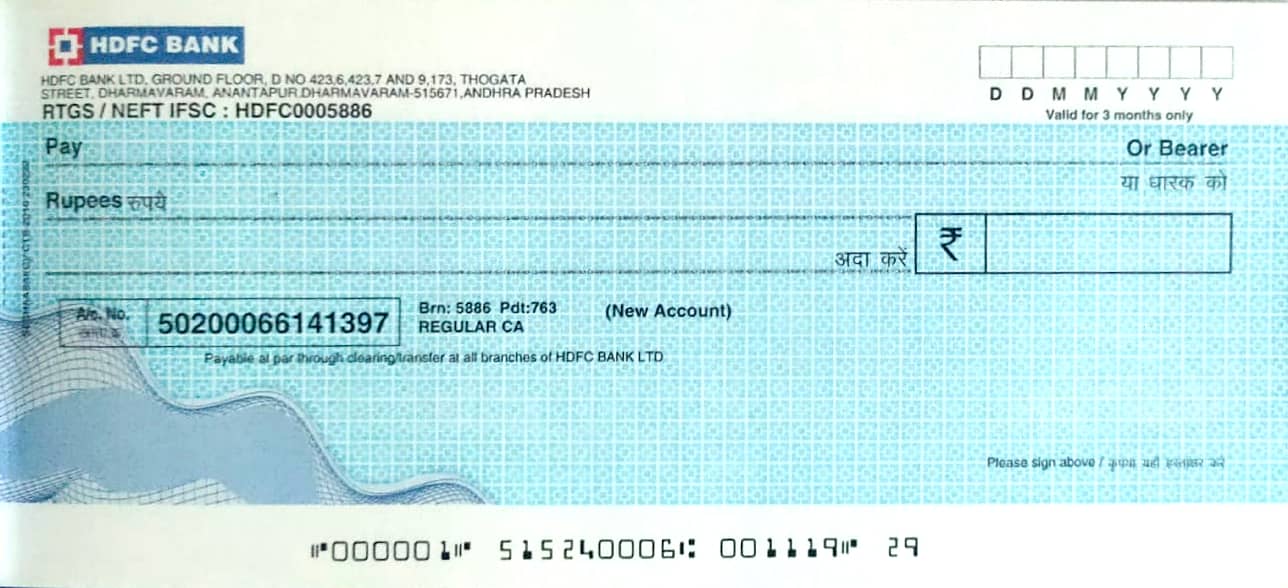 HDFC BANK
HDFC BANK LTD, GROUND FLOOR, D NO 423,6,423,7 AND 9,173, THOGATA
STREET, DHARMAVARAM, ANANTAPUR.DHARMAVARAM-515671,ANDHRA PRADESH
RTGS / NEFT IFSC : HDFC0005886
D D M M Y Y Y Y
Valid for 3 months only
Pay
Or Bearer
या धारक को
Rupees रुपये
अदा करें ₹
A/c. No.
50200066141397
Brn: 5886 Pdt:763
REGULAR CA
(New Account)
Payable at par through clearing/transfer at all branches of HDFC BANK LTD
Please sign above / कृपया यहाँ हस्ताक्षर करें
⑈000001⑈ 515240006⑆ 001119⑈ 29